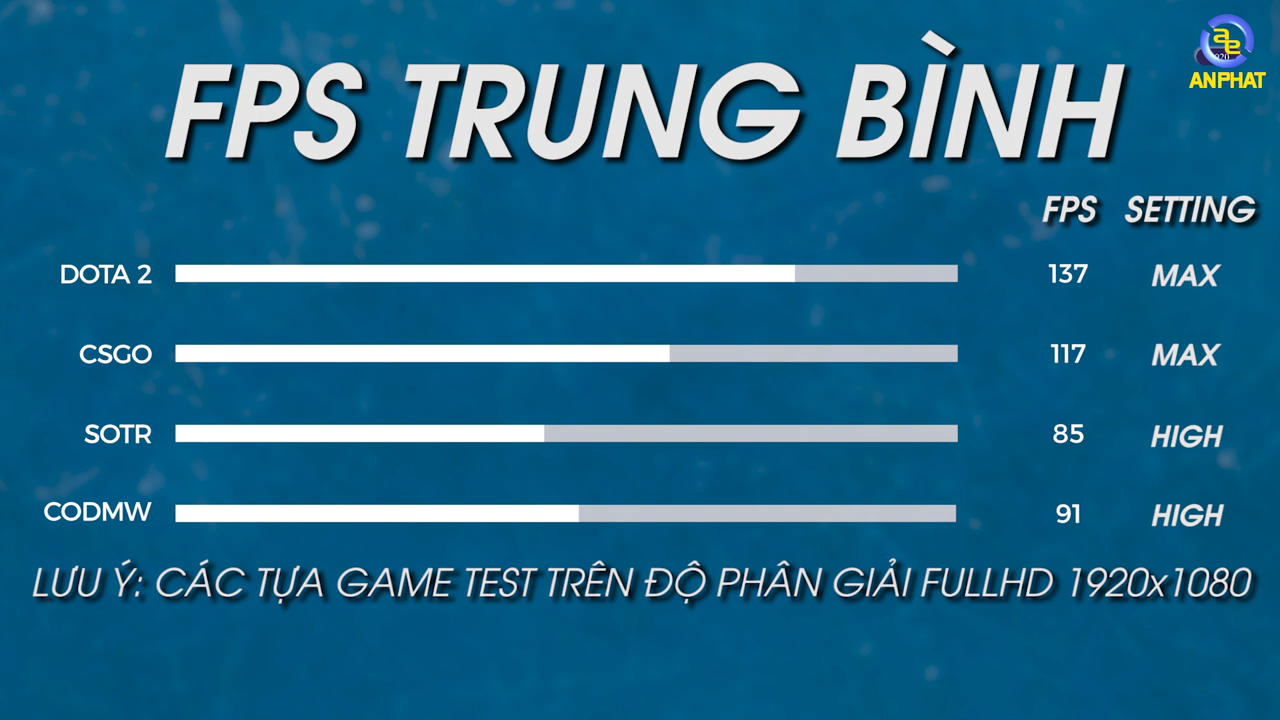 ae
ANPHAT
FPS TRUNG BÌNH
FPS SETTING
DOTA 2 137 MAX
CSGO 117 MAX
SOTR 85 HIGH
CODMW 91 HIGH
LƯU Ý: CÁC TỰA GAME TEST TRÊN ĐỘ PHÂN GIẢI FULLHD 1920x1080